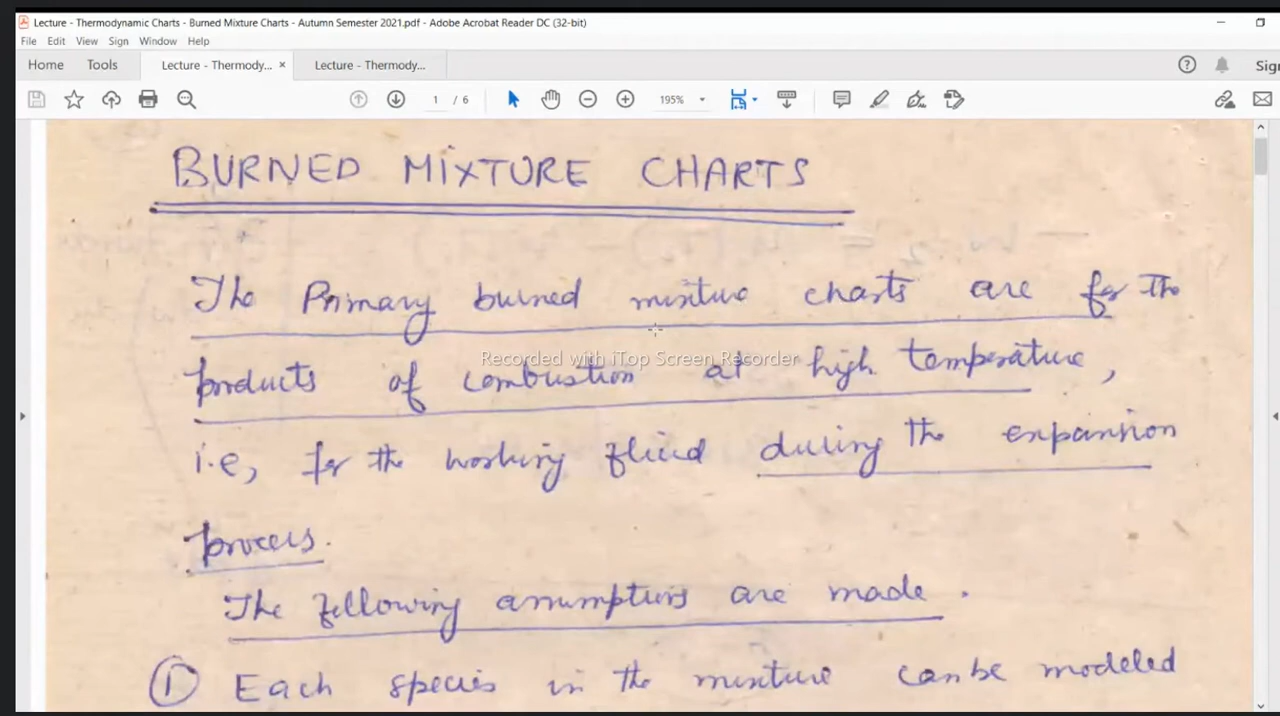 Lecture - Thermodynamic Charts - Burned Mixture Charts - Autumn Semester 2021.pdf - Adobe Acrobat Reader DC (32-bit)
File Edit View Sign Window Help
Home Tools Lecture - Thermody... × Lecture - Thermody... Sign
1 / 6 195%
BURNED MIXTURE CHARTS
The Primary burned mixture charts are for the
Recorded with iTop Screen Recorder
products of combustion at high temperature,
i.e, for the working fluid during the expansion
process.
The following assumptions are made.
① Each species in the mixture can be modeled